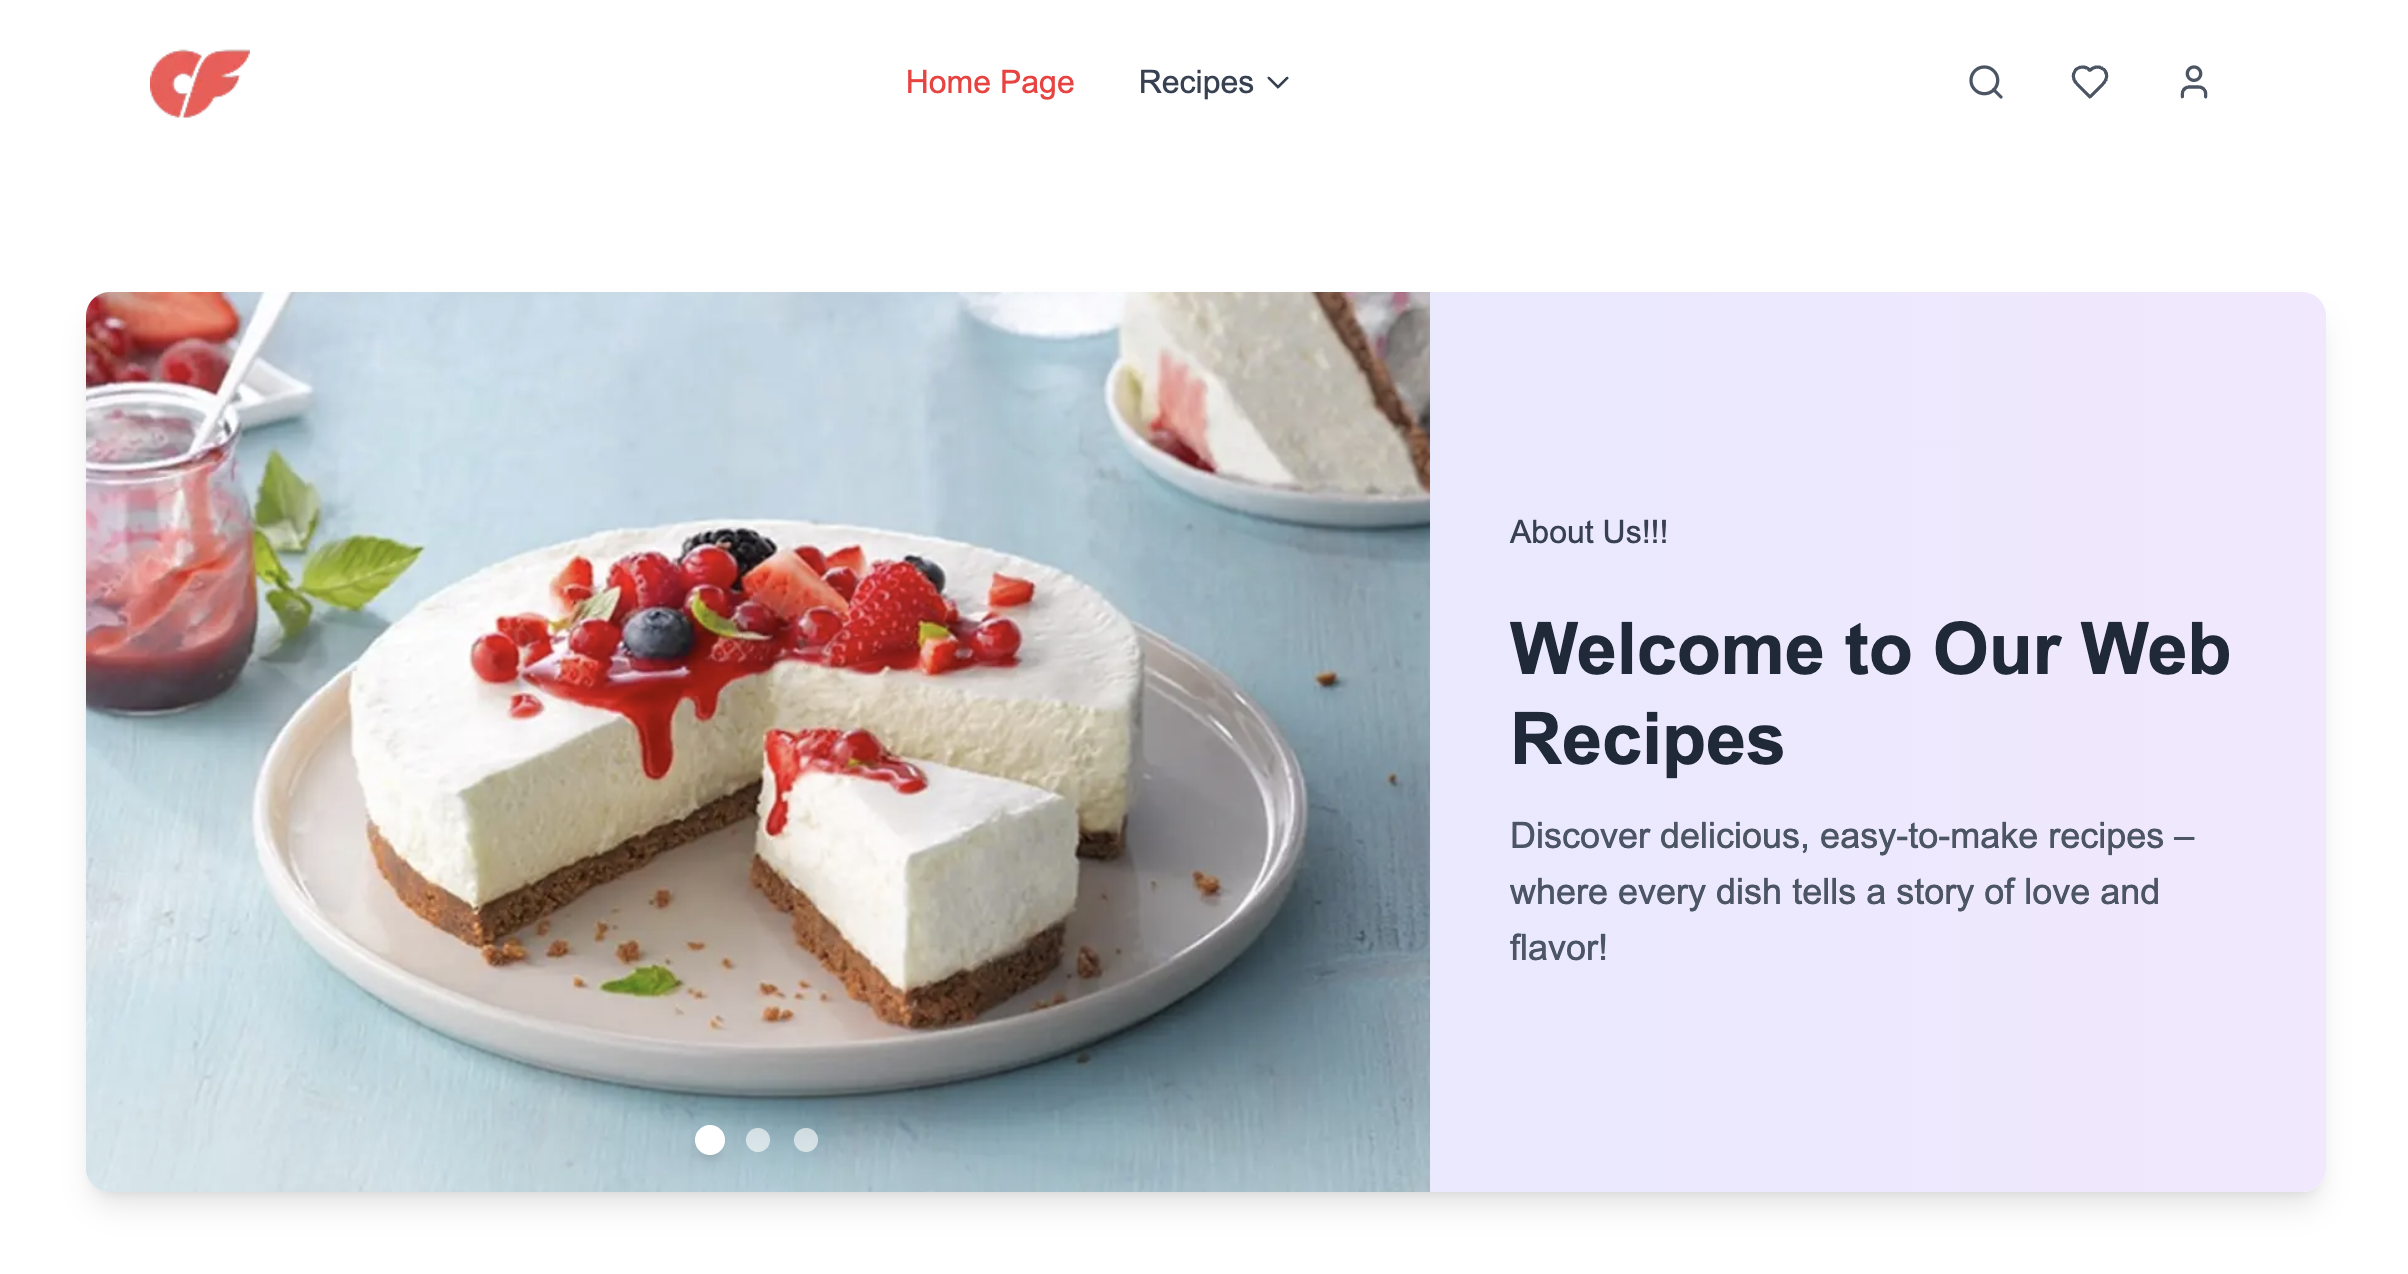 Home Page
Recipes
About Us!!!
Welcome to Our Web
Recipes
Discover delicious, easy-to-make recipes –
where every dish tells a story of love and
flavor!